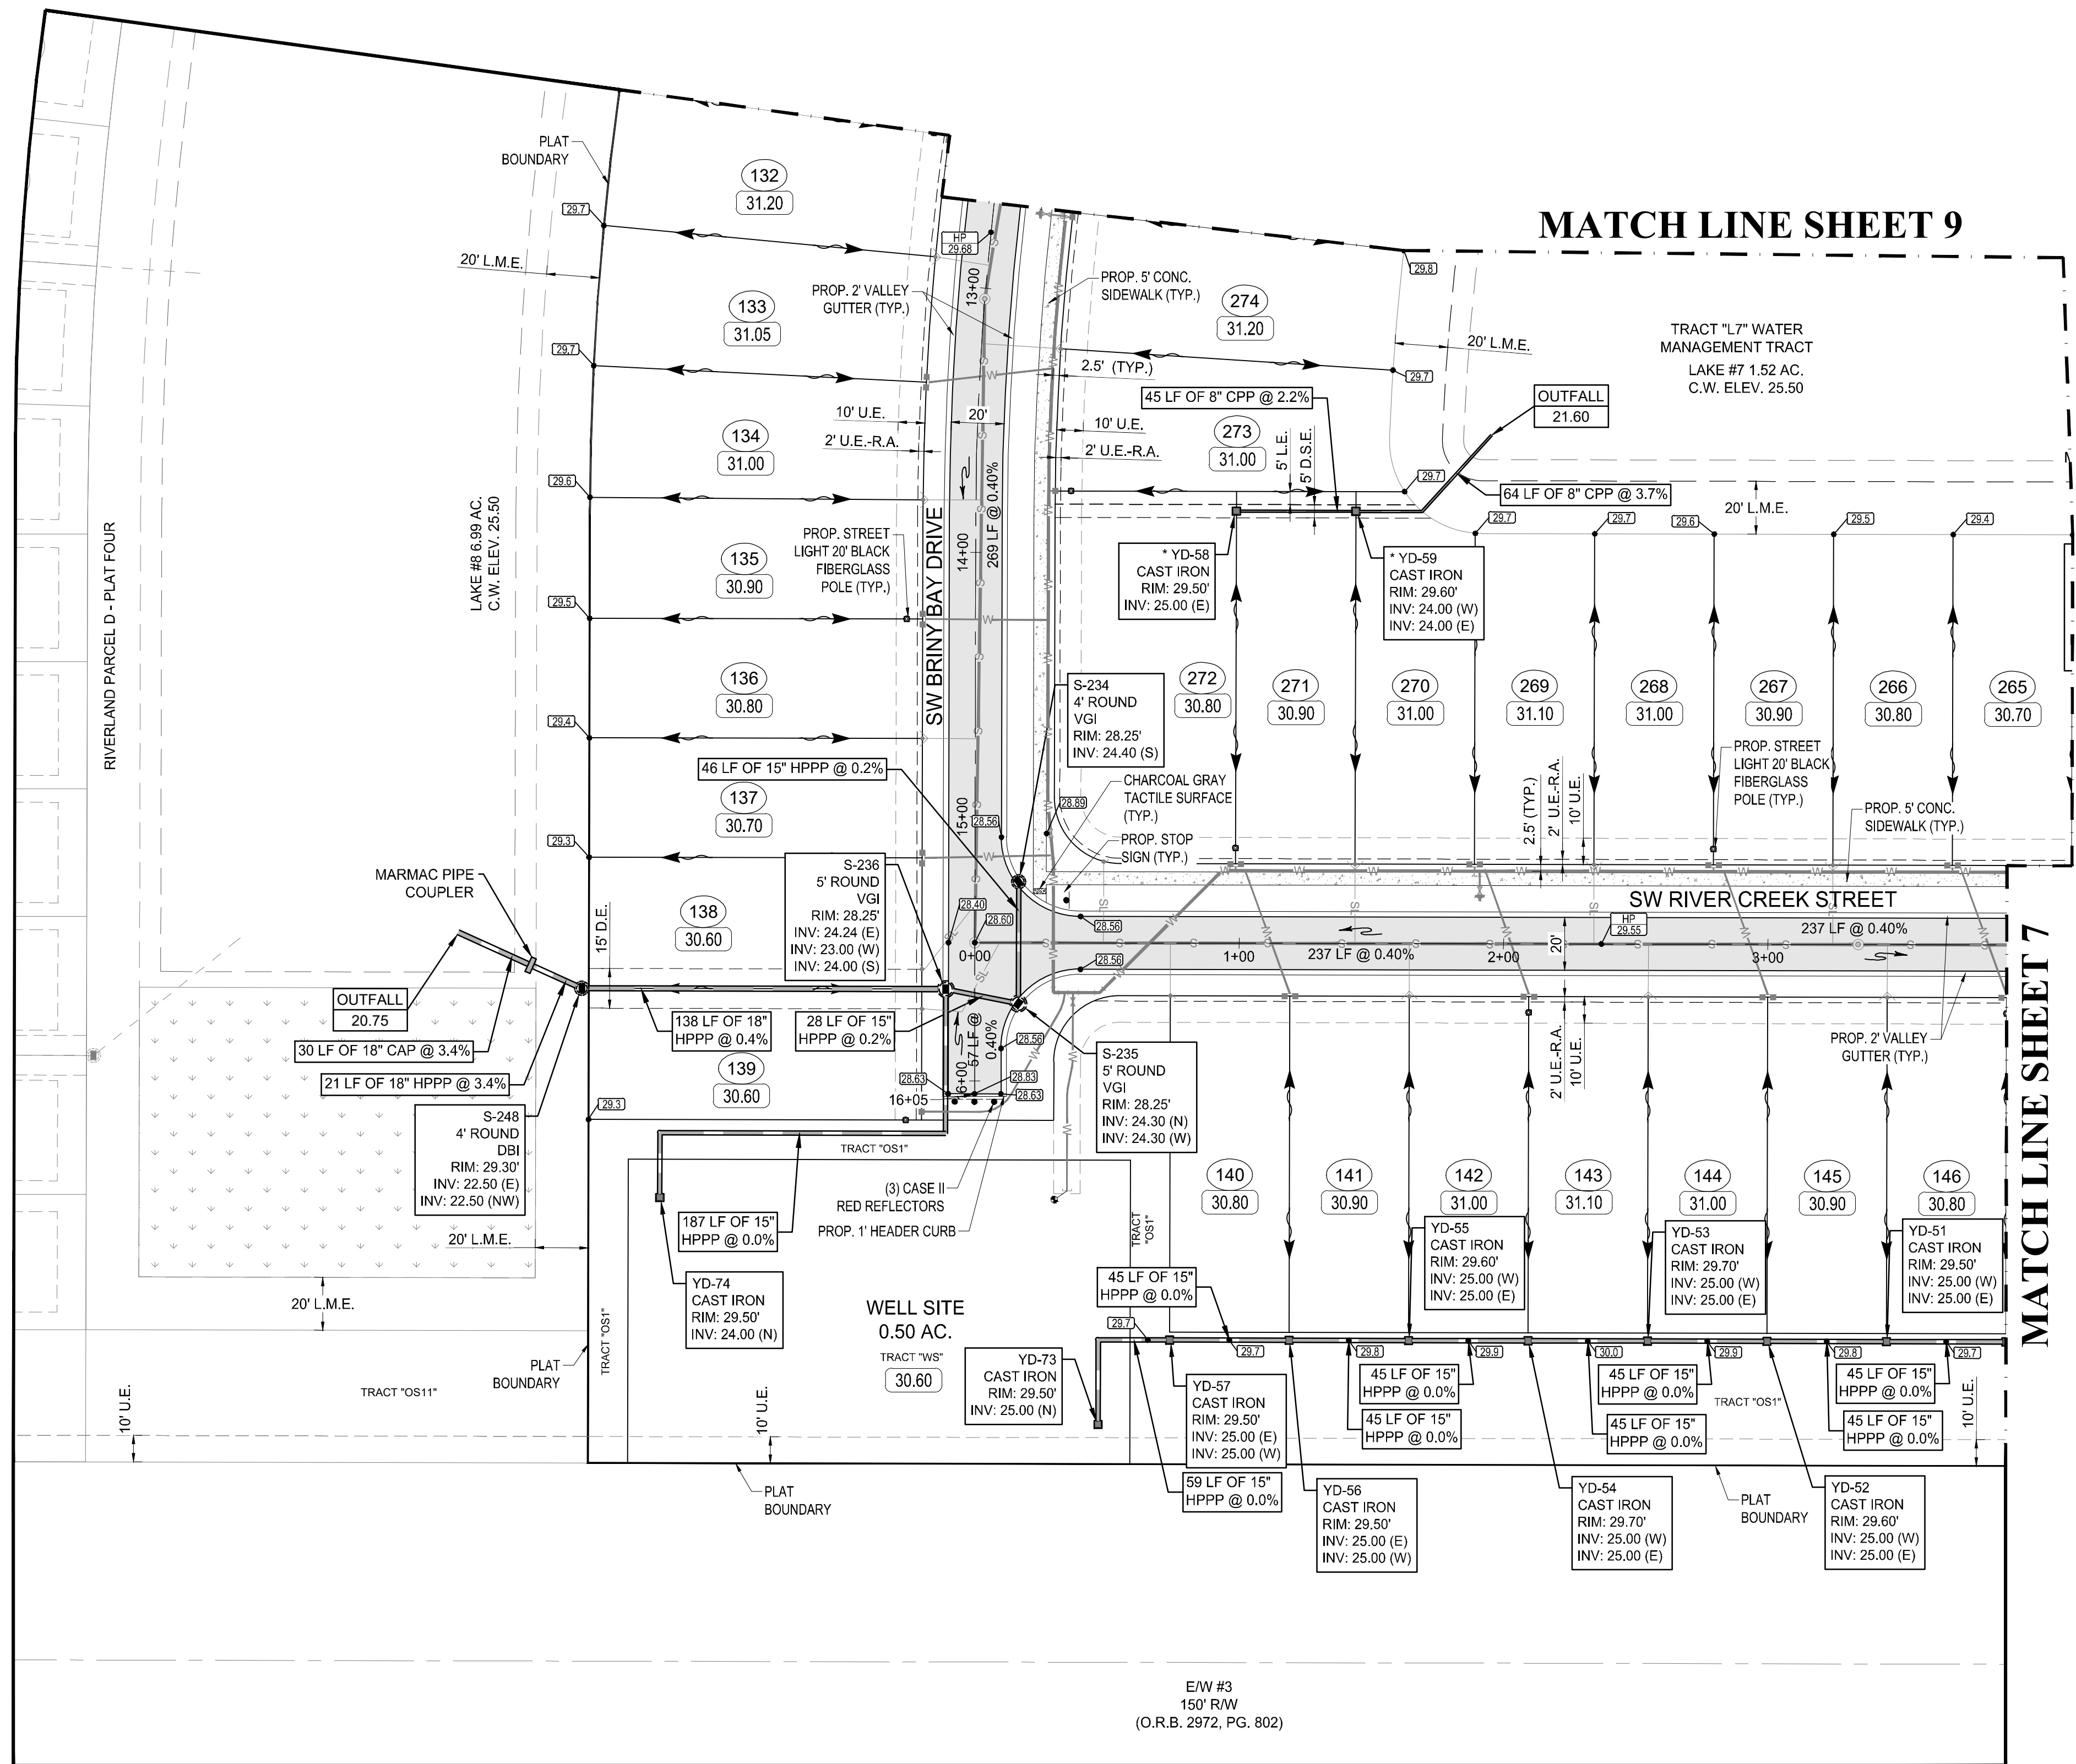 MATCH LINE SHEET 9
PLAT
BOUNDARY
132
31.20
29.7
20' L.M.E.
HP
29.68
13+00
PROP. 5' CONC.
SIDEWALK (TYP.)
29.8
PROP. 2' VALLEY
GUTTER (TYP.)
133
31.05
274
31.20
TRACT "L7" WATER
MANAGEMENT TRACT
LAKE #7 1.52 AC.
C.W. ELEV. 25.50
20' L.M.E.
29.7
29.7
2.5' (TYP.)
OUTFALL
21.60
45 LF OF 8" CPP @ 2.2%
10' U.E.
20'
10' U.E.
134
31.00
2' U.E.-R.A.
2' U.E.-R.A.
273
31.00
5' L.E.
5' D.S.E.
29.6
29.7
64 LF OF 8" CPP @ 3.7%
269 LF @ 0.40%
20' L.M.E.
LAKE #8 6.99 AC.
C.W. ELEV. 25.50
RIVERLAND PARCEL D - PLAT FOUR
29.7
29.7
29.6
29.5
29.4
PROP. STREET
LIGHT 20' BLACK
FIBERGLASS
POLE (TYP.)
SW BRINY BAY DRIVE
14+00
135
30.90
29.5
* YD-58
CAST IRON
RIM: 29.50'
INV: 25.00 (E)
* YD-59
CAST IRON
RIM: 29.60'
INV: 24.00 (W)
INV: 24.00 (E)
136
30.80
29.4
S-234
4' ROUND
VGI
RIM: 28.25'
INV: 24.40 (S)
272
30.80
271
30.90
270
31.00
269
31.10
268
31.00
267
30.90
266
30.80
265
30.70
46 LF OF 15" HPPP @ 0.2%
137
30.70
15+00
28.56
28.89
CHARCOAL GRAY
TACTILE SURFACE
(TYP.)
PROP. STOP
SIGN (TYP.)
2.5' (TYP.)
2' U.E.-R.A.
10' U.E.
PROP. STREET
LIGHT 20' BLACK
FIBERGLASS
POLE (TYP.)
PROP. 5' CONC.
SIDEWALK (TYP.)
29.3
MARMAC PIPE
COUPLER
S-236
5' ROUND
VGI
RIM: 28.25'
INV: 24.24 (E)
INV: 23.00 (W)
INV: 24.00 (S)
15' D.E.
138
30.60
28.40
28.60
28.56
28.56
0+00
1+00
237 LF @ 0.40%
2+00
20'
HP
29.55
SW RIVER CREEK STREET
237 LF @ 0.40%
3+00
MATCH LINE SHEET 7
OUTFALL
20.75
30 LF OF 18" CAP @ 3.4%
21 LF OF 18" HPPP @ 3.4%
138 LF OF 18"
HPPP @ 0.4%
28 LF OF 15"
HPPP @ 0.2%
57 LF @
0.40%
28.56
16+00
139
30.60
28.63
28.83
28.63
16+05
29.3
S-235
5' ROUND
VGI
RIM: 28.25'
INV: 24.30 (N)
INV: 24.30 (W)
2' U.E.-R.A.
10' U.E.
PROP. 2' VALLEY
GUTTER (TYP.)
S-248
4' ROUND
DBI
RIM: 29.30'
INV: 22.50 (E)
INV: 22.50 (NW)
TRACT "OS1"
(3) CASE II
RED REFLECTORS
PROP. 1' HEADER CURB
TRACT
"OS1"
140
30.80
141
30.90
142
31.00
143
31.10
144
31.00
145
30.90
146
30.80
187 LF OF 15"
HPPP @ 0.0%
20' L.M.E.
20' L.M.E.
YD-74
CAST IRON
RIM: 29.50'
INV: 24.00 (N)
45 LF OF 15"
HPPP @ 0.0%
YD-55
CAST IRON
RIM: 29.60'
INV: 25.00 (W)
INV: 25.00 (E)
YD-53
CAST IRON
RIM: 29.70'
INV: 25.00 (W)
INV: 25.00 (E)
YD-51
CAST IRON
RIM: 29.50'
INV: 25.00 (W)
INV: 25.00 (E)
WELL SITE
0.50 AC.
TRACT "WS"
30.60
29.7
29.7
29.8
29.9
30.0
29.9
29.8
29.7
TRACT "OS1"
PLAT
BOUNDARY
TRACT "OS11"
10' U.E.
10' U.E.
YD-73
CAST IRON
RIM: 29.50'
INV: 25.00 (N)
YD-57
CAST IRON
RIM: 29.50'
INV: 25.00 (E)
INV: 25.00 (W)
45 LF OF 15"
HPPP @ 0.0%
45 LF OF 15"
HPPP @ 0.0%
45 LF OF 15"
HPPP @ 0.0%
45 LF OF 15"
HPPP @ 0.0%
TRACT "OS1"
45 LF OF 15"
HPPP @ 0.0%
45 LF OF 15"
HPPP @ 0.0%
10' U.E.
59 LF OF 15"
HPPP @ 0.0%
PLAT
BOUNDARY
YD-56
CAST IRON
RIM: 29.50'
INV: 25.00 (E)
INV: 25.00 (W)
YD-54
CAST IRON
RIM: 29.70'
INV: 25.00 (W)
INV: 25.00 (E)
PLAT
BOUNDARY
YD-52
CAST IRON
RIM: 29.60'
INV: 25.00 (W)
INV: 25.00 (E)
E/W #3
150' R/W
(O.R.B. 2972, PG. 802)